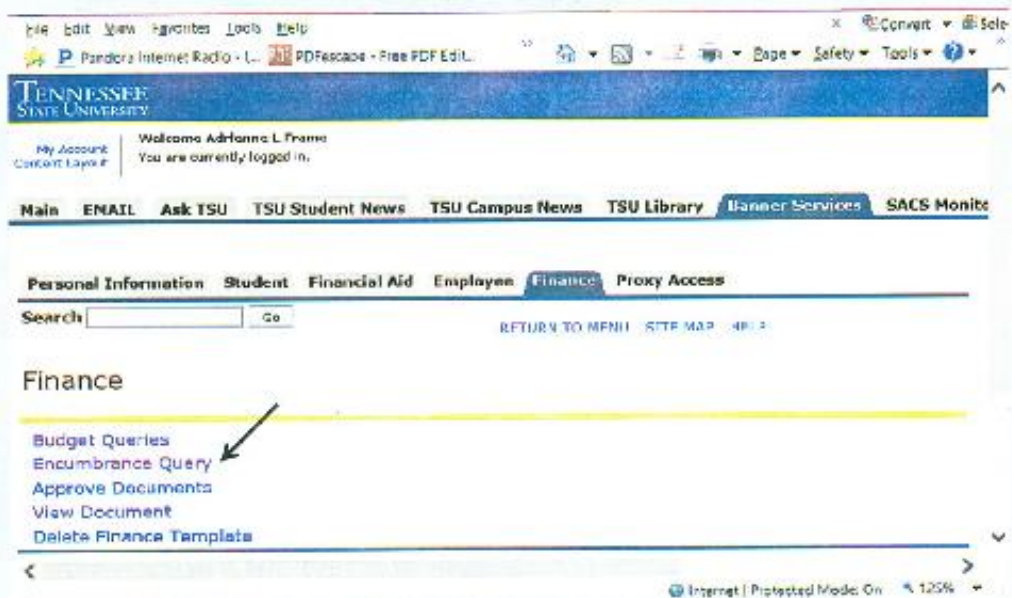 File Edit View Favorites Tools Help
x Convert Sele
P Pandora Internet Radio - L... PDFescape - Free PDF Edit...
Page Safety Tools
TENNESSEE
STATE UNIVERSITY
My Account
Content Layout
Welcome Adrienne L Frame
You are currently logged in.
Main EMAIL Ask TSU TSU Student News TSU Campus News TSU Library Banner Services SACS Monito
Personal Information Student Financial Aid Employee Finance Proxy Access
Search Go
RETURN TO MENU SITE MAP HELP
Finance
Budget Queries
Encumbrance Query
Approve Documents
View Document
Delete Finance Template
Internet | Protected Mode: On 125%